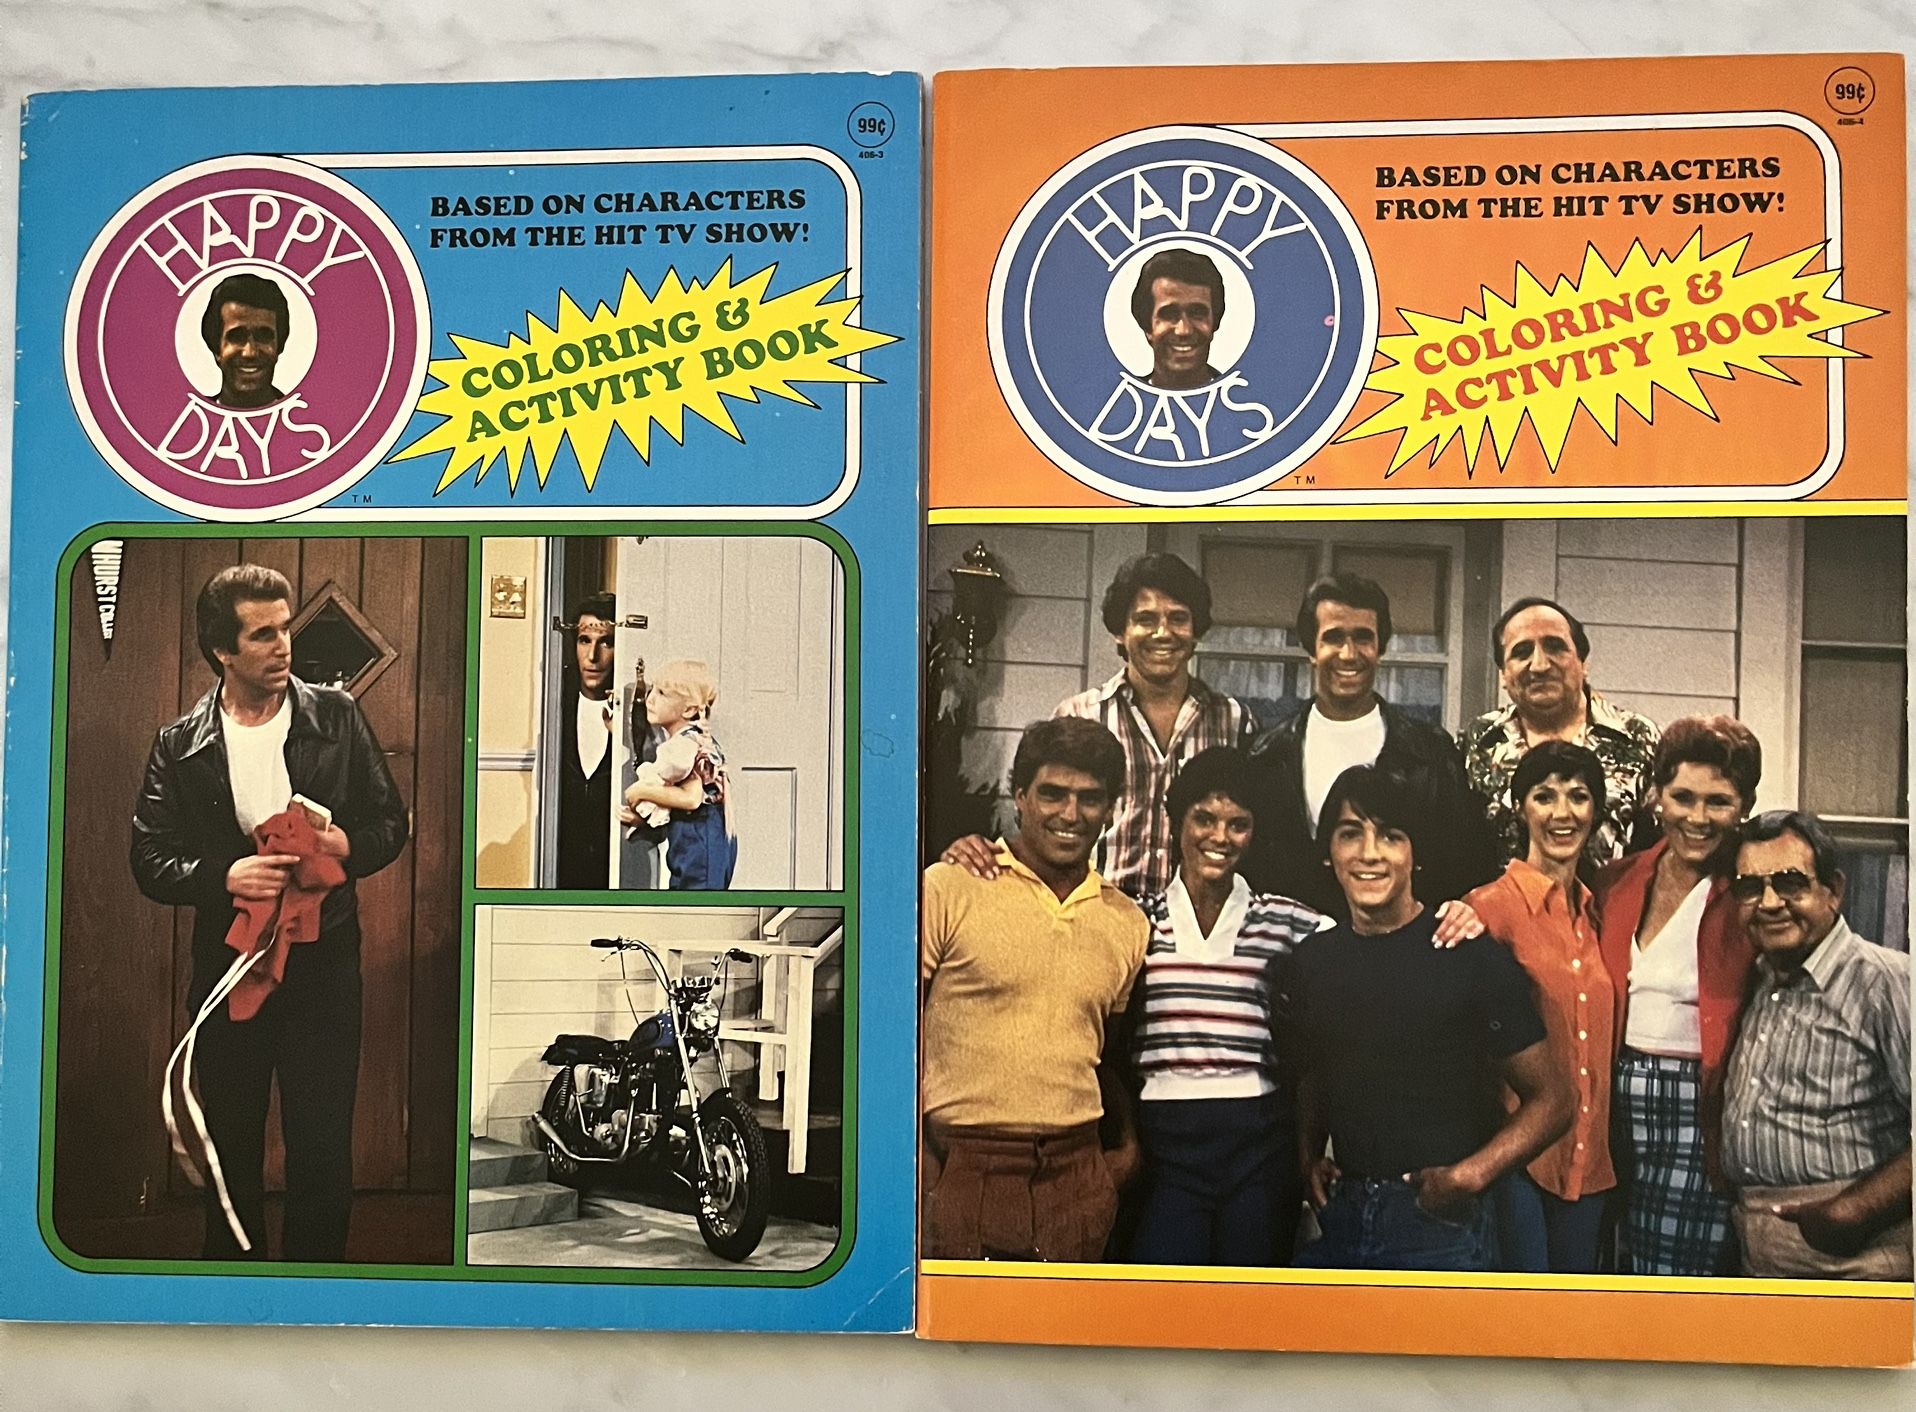 99¢
406-3
HAPPY
DAYS
TM
BASED ON CHARACTERS
FROM THE HIT TV SHOW!
COLORING &
ACTIVITY BOOK
99¢
406-4
HAPPY
DAYS
TM
BASED ON CHARACTERS
FROM THE HIT TV SHOW!
COLORING &
ACTIVITY BOOK